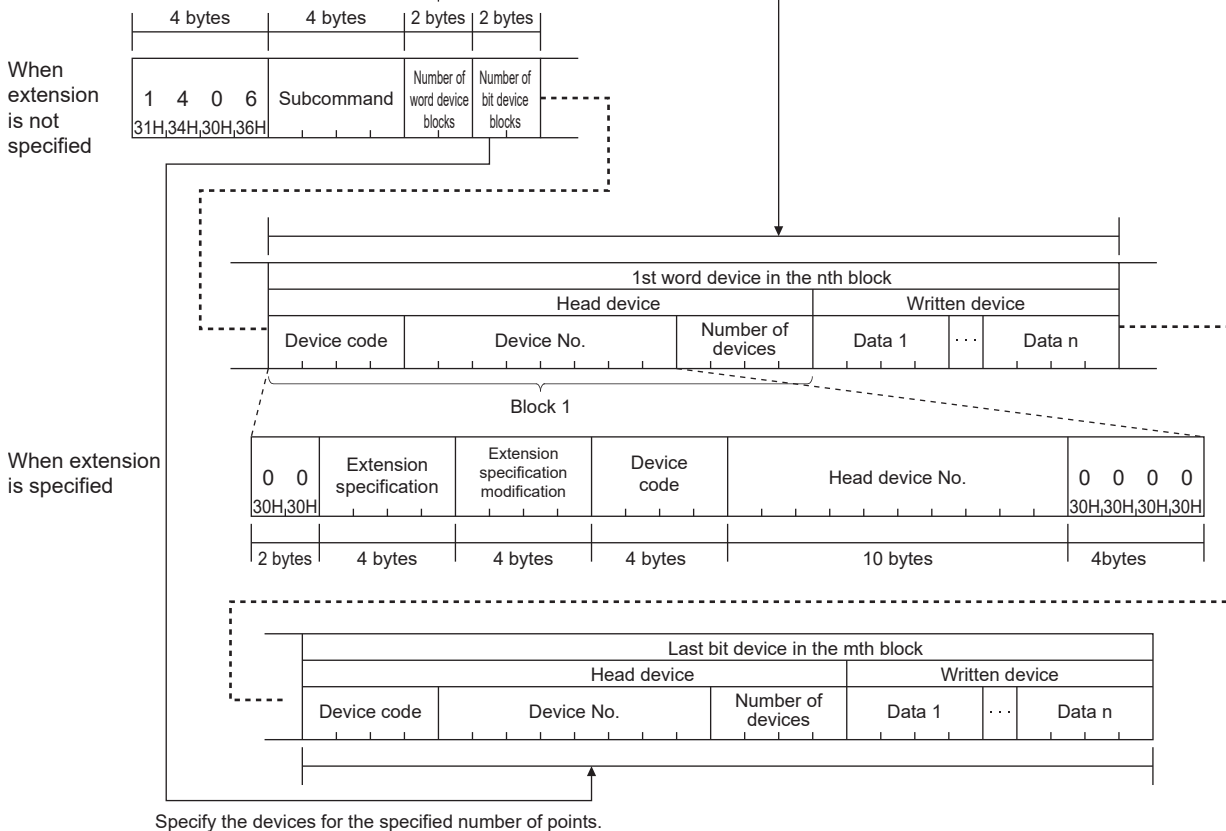 4 bytes 4 bytes 2 bytes 2 bytes
When
extension
is not
specified
1 4 0 6
31H 34H 30H 36H
Subcommand
Number of
word device
blocks
Number of
bit device
blocks
1st word device in the nth block
Head device Written device
Device code Device No. Number of
devices Data 1 ··· Data n
Block 1
When extension
is specified
0 0
30H 30H
Extension
specification
Extension
specification
modification
Device
code
Head device No.
0 0 0 0
30H 30H 30H 30H
2 bytes 4 bytes 4 bytes 4 bytes 10 bytes 4bytes
Last bit device in the mth block
Head device Written device
Device code Device No. Number of
devices Data 1 ··· Data n
Specify the devices for the specified number of points.